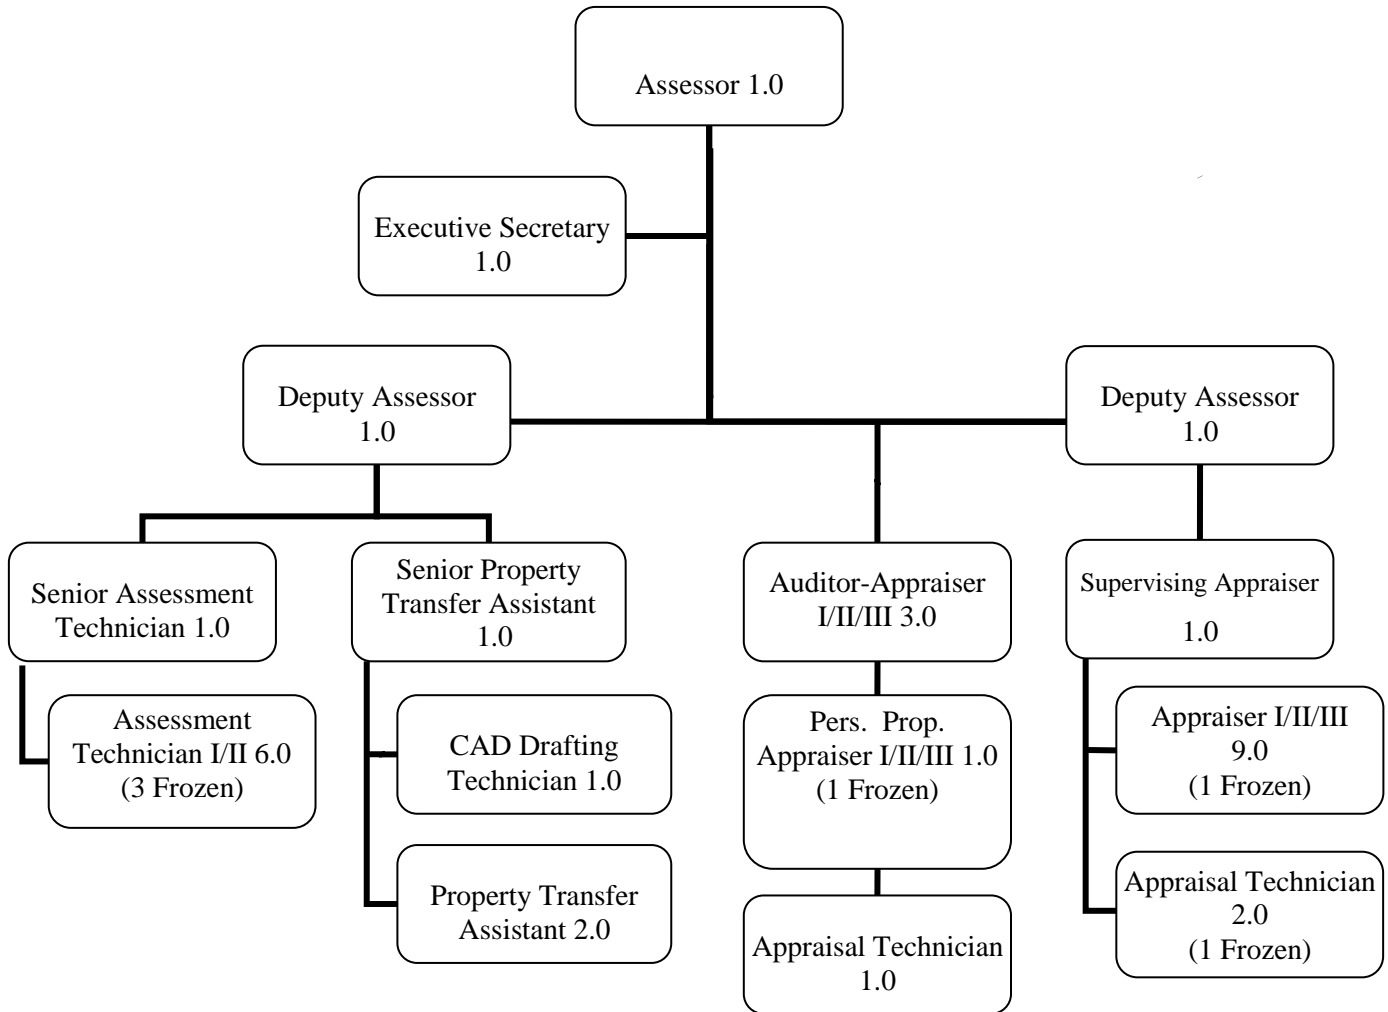 Assessor 1.0
Executive Secretary
1.0
Deputy Assessor
1.0
Deputy Assessor
1.0
Senior Assessment
Technician 1.0
Senior Property
Transfer Assistant
1.0
Auditor-Appraiser
I/II/III 3.0
Supervising Appraiser
1.0
Assessment
Technician I/II 6.0
(3 Frozen)
CAD Drafting
Technician 1.0
Pers. Prop.
Appraiser I/II/III 1.0
(1 Frozen)
Appraiser I/II/III
9.0
(1 Frozen)
Property Transfer
Assistant 2.0
Appraisal Technician
1.0
Appraisal Technician
2.0
(1 Frozen)